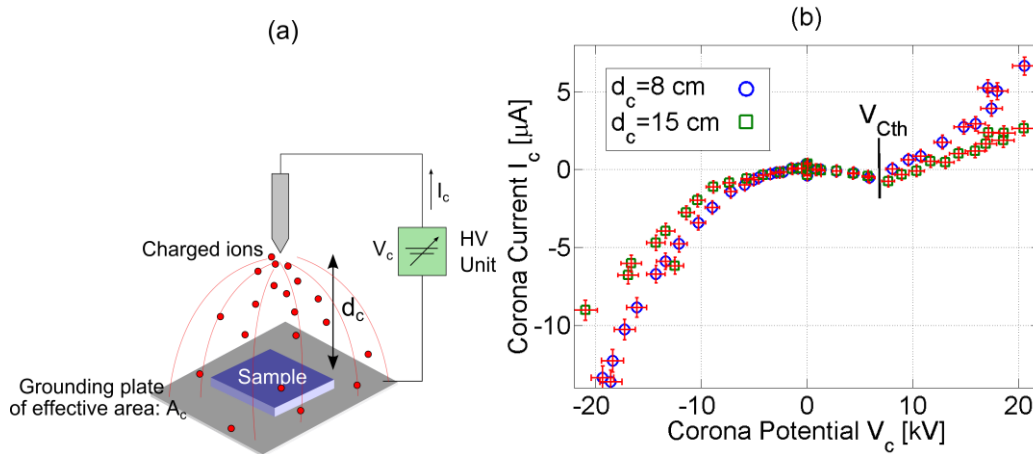 (a)
I_c
HV
Unit
V_c
Charged ions
d_c
Sample
Grounding plate
of effective area: A_c
(b)
d_c=8 cm
d_c=15 cm
V_Cth
Corona Current I_c [μA]
5
0
-5
-10
-20
-10
0
10
20
Corona Potential V_c [kV]